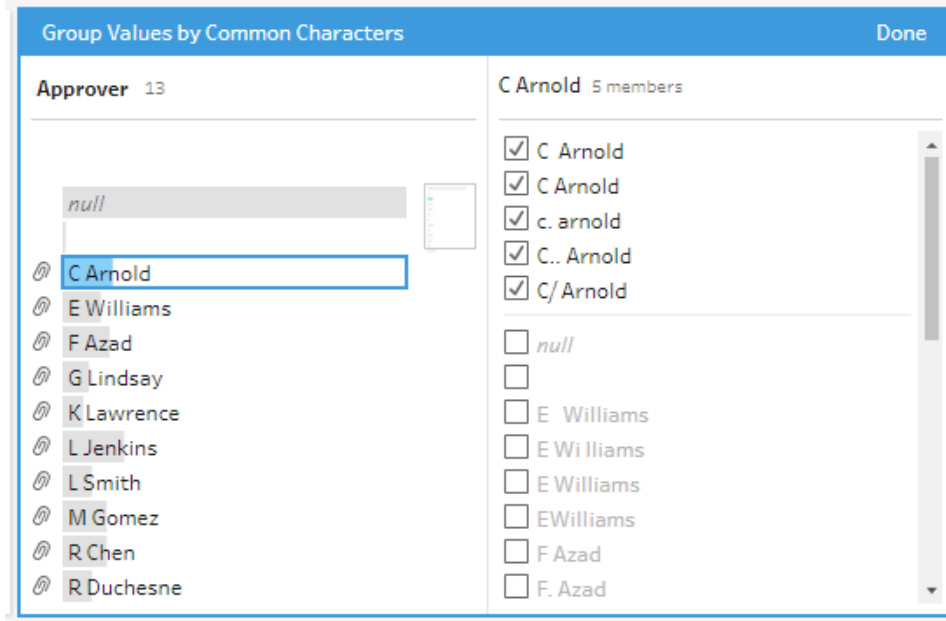 Group Values by Common Characters Done
Approver 13
null
C Arnold
E Williams
F Azad
G Lindsay
K Lawrence
L Jenkins
L Smith
M Gomez
R Chen
R Duchesne
C Arnold 5 members
C  Arnold
C Arnold
c. arnold
C.. Arnold
C/ Arnold
null
E   Williams
E Wi lliams
E Williams
EWilliams
F Azad
F. Azad